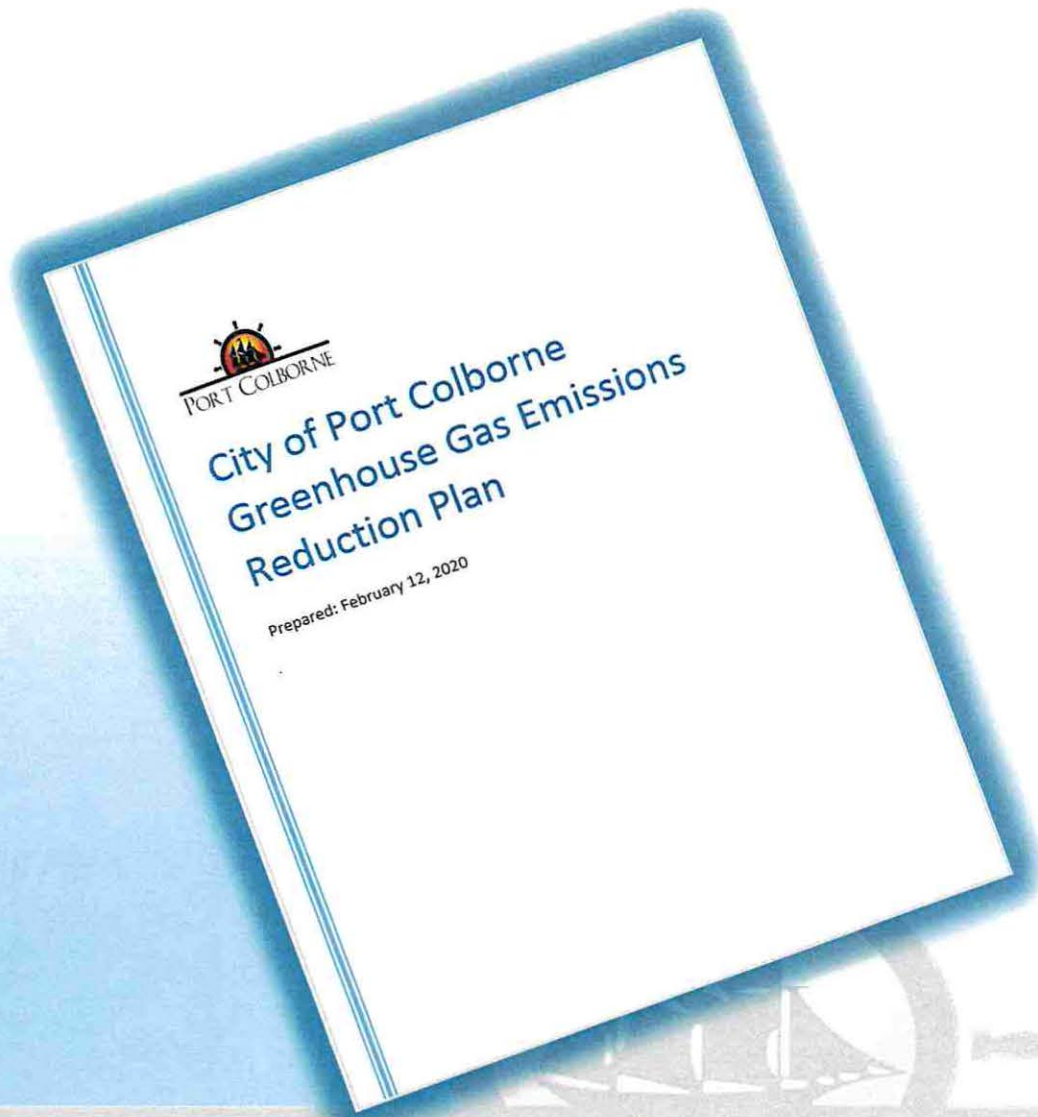 PORT COLBORNE
City of Port Colborne
Greenhouse Gas Emissions
Reduction Plan
Prepared: February 12, 2020